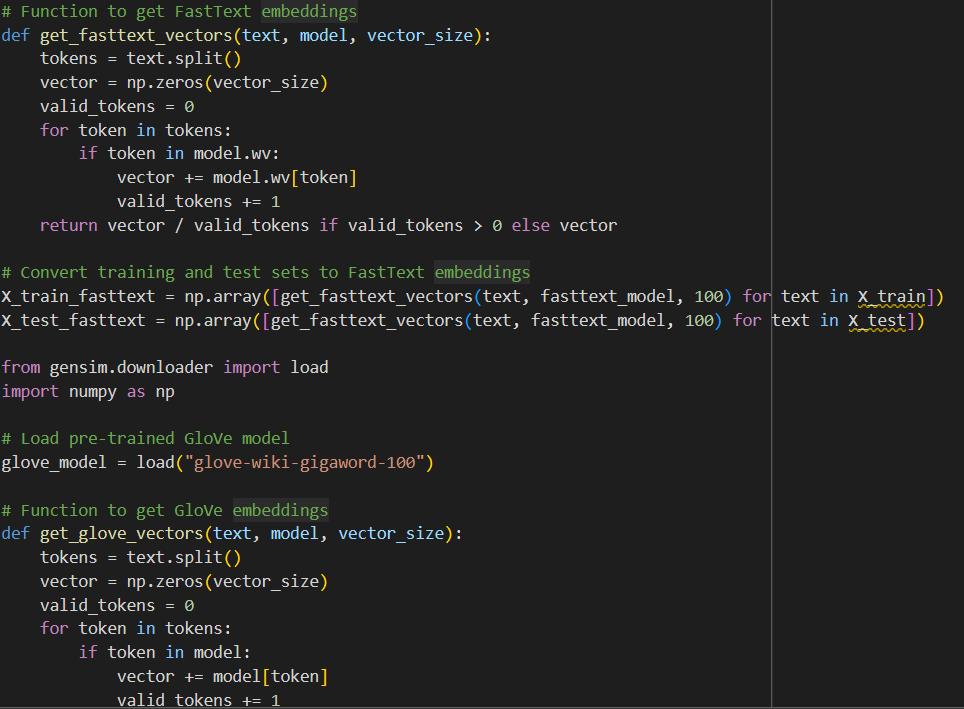 # Function to get FastText embeddings
def get_fasttext_vectors(text, model, vector_size):
    tokens = text.split()
    vector = np.zeros(vector_size)
    valid_tokens = 0
    for token in tokens:
        if token in model.wv:
            vector += model.wv[token]
            valid_tokens += 1
    return vector / valid_tokens if valid_tokens > 0 else vector

# Convert training and test sets to FastText embeddings
X_train_fasttext = np.array([get_fasttext_vectors(text, fasttext_model, 100) for text in X_train])
X_test_fasttext = np.array([get_fasttext_vectors(text, fasttext_model, 100) for text in X_test])

from gensim.downloader import load
import numpy as np

# Load pre-trained GloVe model
glove_model = load("glove-wiki-gigaword-100")

# Function to get GloVe embeddings
def get_glove_vectors(text, model, vector_size):
    tokens = text.split()
    vector = np.zeros(vector_size)
    valid_tokens = 0
    for token in tokens:
        if token in model:
            vector += model[token]
            valid_tokens += 1